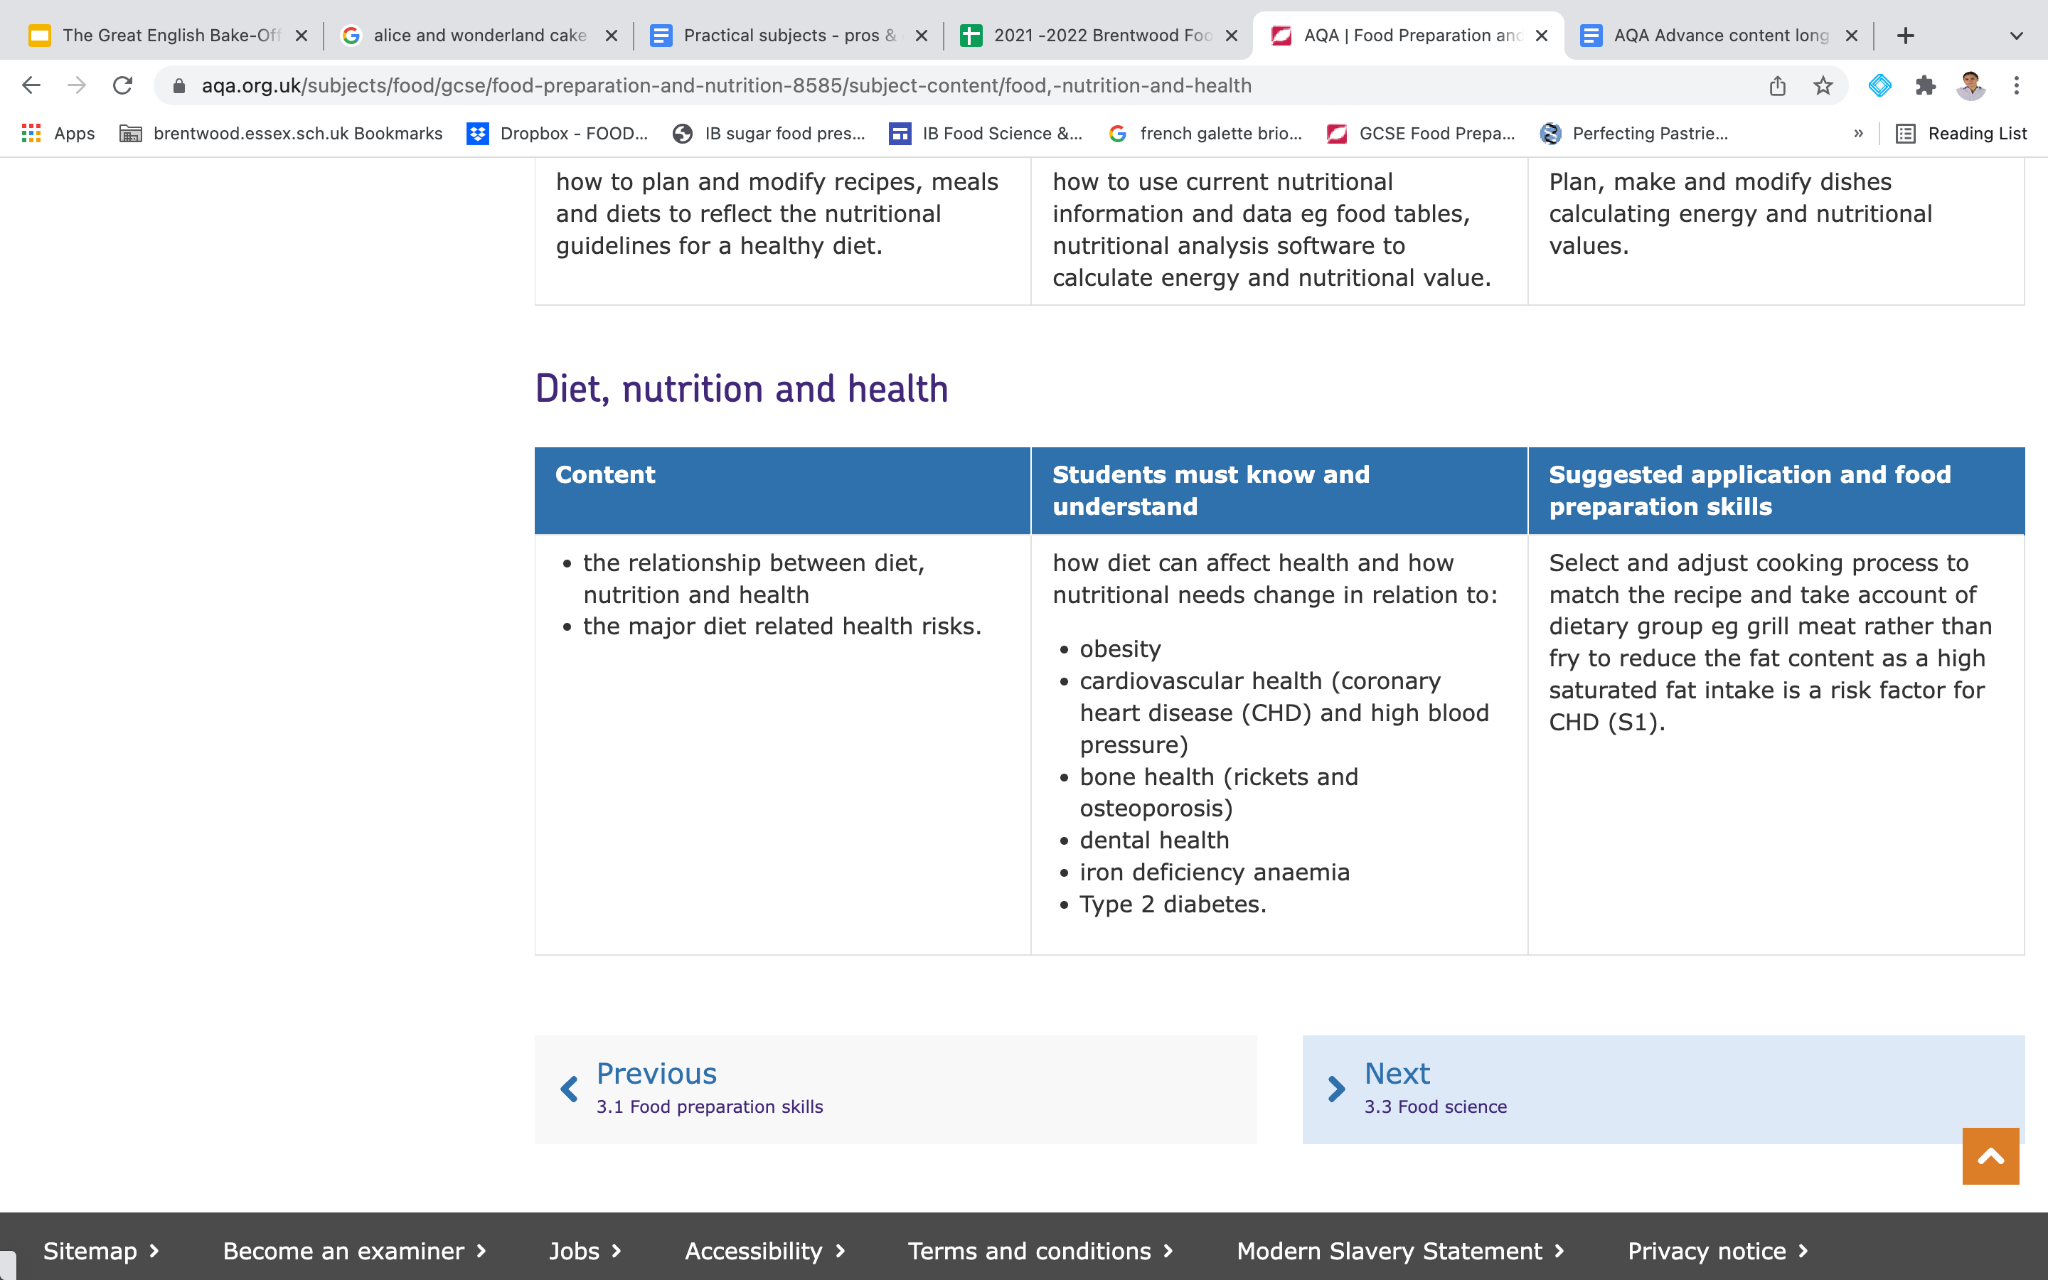 The Great English Bake-Off
alice and wonderland cake
Practical subjects - pros &
2021 -2022 Brentwood Foo
AQA | Food Preparation and
AQA Advance content long
aqa.org.uk/subjects/food/gcse/food-preparation-and-nutrition-8585/subject-content/food,-nutrition-and-health
Apps
brentwood.essex.sch.uk Bookmarks
Dropbox - FOOD...
IB sugar food pres...
IB Food Science &...
french galette brio...
GCSE Food Prepa...
Perfecting Pastrie...
»
Reading List
how to plan and modify recipes, meals
and diets to reflect the nutritional
guidelines for a healthy diet.
how to use current nutritional
information and data eg food tables,
nutritional analysis software to
calculate energy and nutritional value.
Plan, make and modify dishes
calculating energy and nutritional
values.
Diet, nutrition and health
Content
Students must know and
understand
Suggested application and food
preparation skills
• the relationship between diet,
nutrition and health
• the major diet related health risks.
how diet can affect health and how
nutritional needs change in relation to:
• obesity
• cardiovascular health (coronary
heart disease (CHD) and high blood
pressure)
• bone health (rickets and
osteoporosis)
• dental health
• iron deficiency anaemia
• Type 2 diabetes.
Select and adjust cooking process to
match the recipe and take account of
dietary group eg grill meat rather than
fry to reduce the fat content as a high
saturated fat intake is a risk factor for
CHD (S1).
Previous
3.1 Food preparation skills
Next
3.3 Food science
Sitemap
Become an examiner
Jobs
Accessibility
Terms and conditions
Modern Slavery Statement
Privacy notice